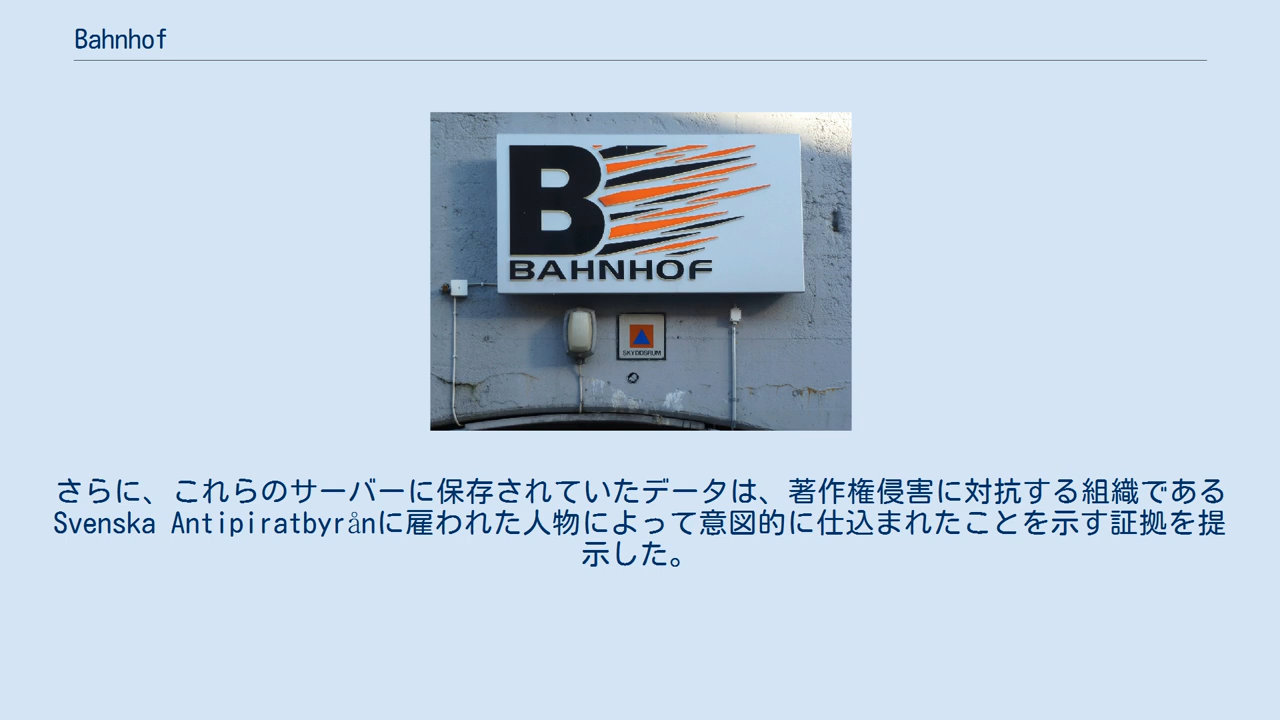 Bahnhof
B
BAHNHOF
SKYDDSRUM
さらに、これらのサーバーに保存されていたデータは、著作権侵害に対抗する組織である
Svenska Antipiratbyrånに雇われた人物によって意図的に仕込まれたことを示す証拠を提
示した。